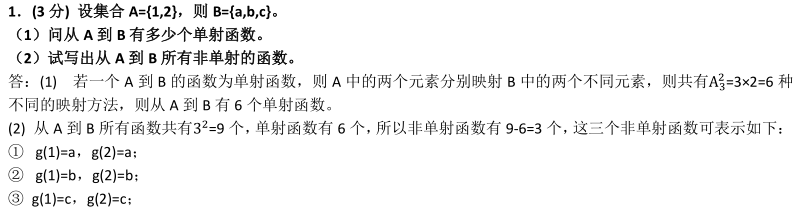 1. (3 分) 设集合 A={1,2}，则 B={a,b,c}。
（1）问从 A 到 B 有多少个单射函数。
（2）试写出从 A 到 B 所有非单射的函数。
答：(1) 若一个 A 到 B 的函数为单射函数，则 A 中的两个元素分别映射 B 中的两个不同元素，则共有A₃²=3×2=6 种
不同的映射方法，则从 A 到 B 有 6 个单射函数。
(2) 从 A 到 B 所有函数共有3²=9 个，单射函数有 6 个，所以非单射函数有 9-6=3 个，这三个非单射函数可表示如下：
① g(1)=a，g(2)=a；
② g(1)=b，g(2)=b；
③ g(1)=c，g(2)=c；